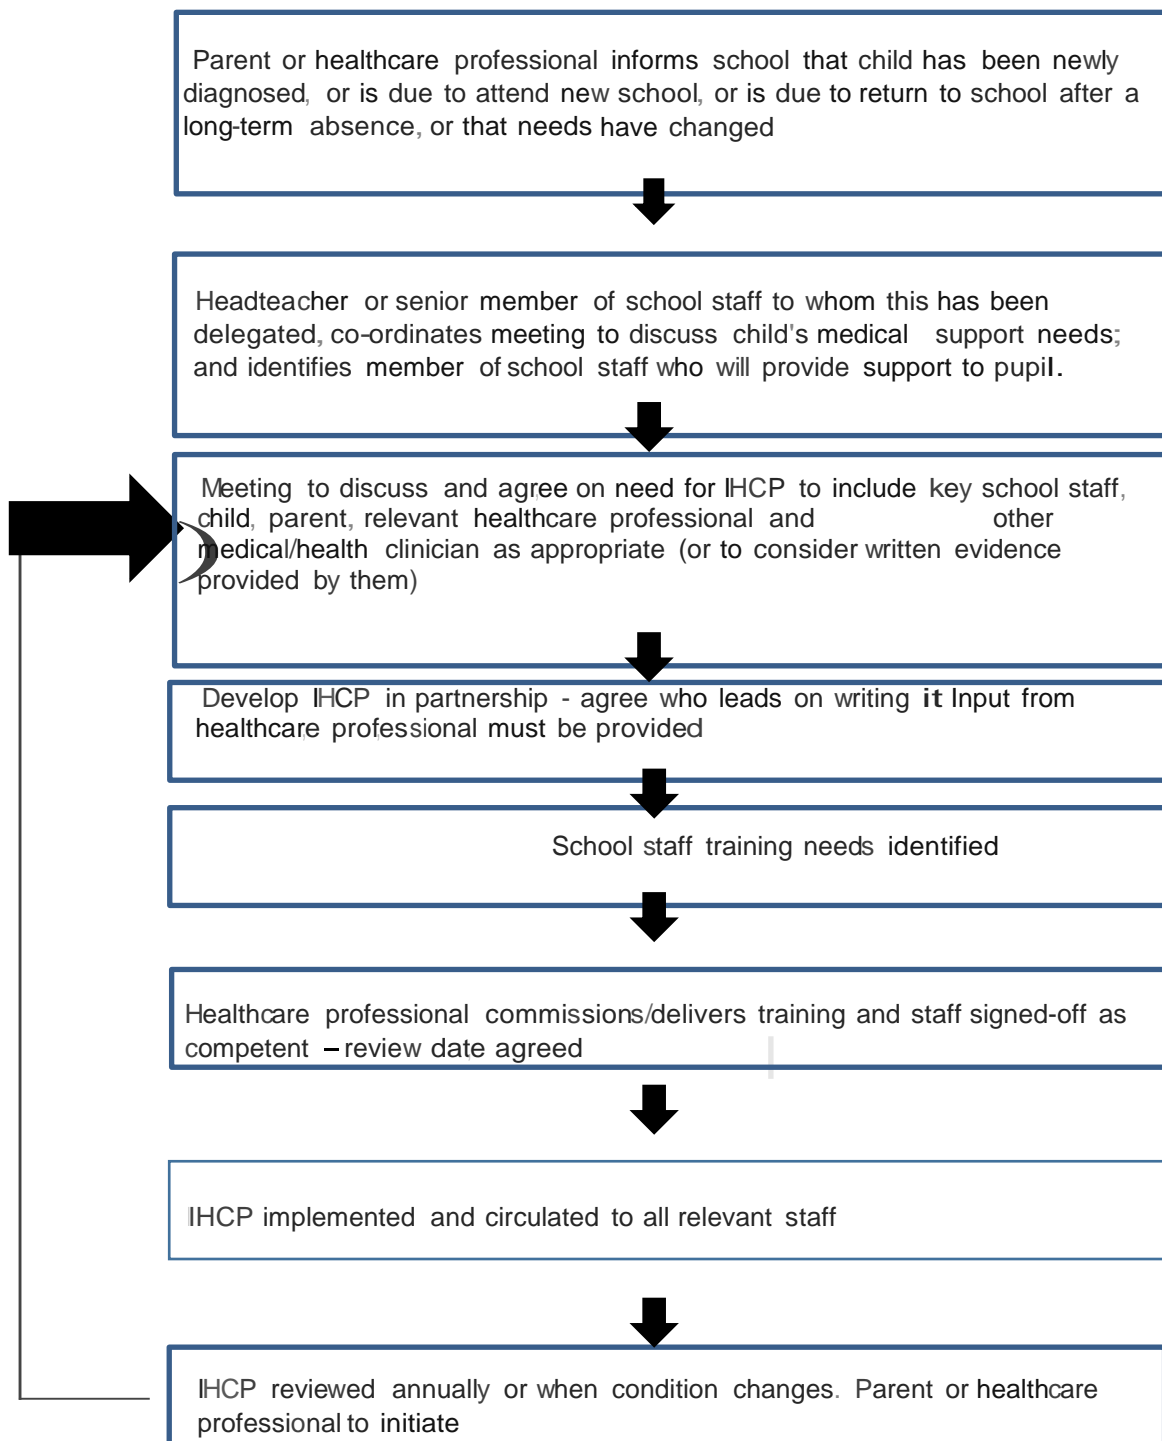 Parent or healthcare professional informs school that child has been newly
diagnosed, or is due to attend new school, or is due to return to school after a
long-term absence, or that needs have changed
Headteacher or senior member of school staff to whom this has been
delegated, co-ordinates meeting to discuss child's medical support needs;
and identifies member of school staff who will provide support to pupil.
Meeting to discuss and agree on need for IHCP to include key school staff,
child, parent, relevant healthcare professional and other
medical/health clinician as appropriate (or to consider written evidence
provided by them)
Develop IHCP in partnership - agree who leads on writing it Input from
healthcare professional must be provided
School staff training needs identified
Healthcare professional commissions/delivers training and staff signed-off as
competent – review date agreed
IHCP implemented and circulated to all relevant staff
IHCP reviewed annually or when condition changes. Parent or healthcare
professional to initiate